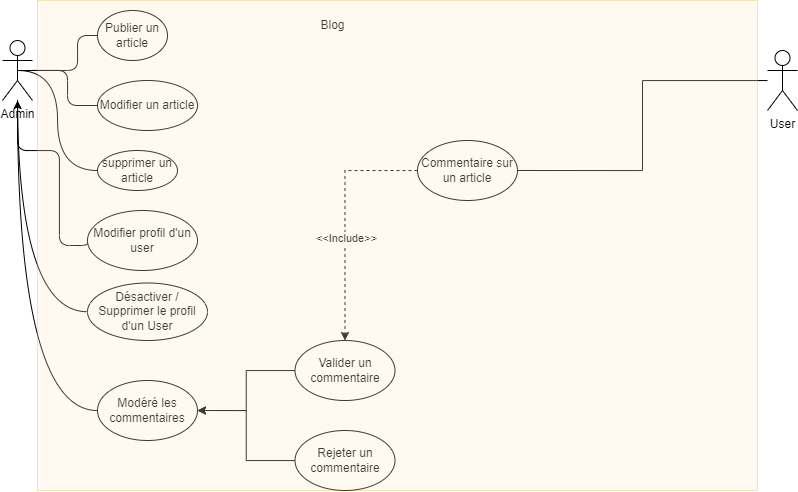 Blog
Publier un
article
Modifier un article
Admin
User
supprimer un
article
Commentaire sur
un article
Modifier profil d'un
user
<<Include>>
Désactiver /
Supprimer le profil
d'un User
Valider un
commentaire
Modéré les
commentaires
Rejeter un
commentaire